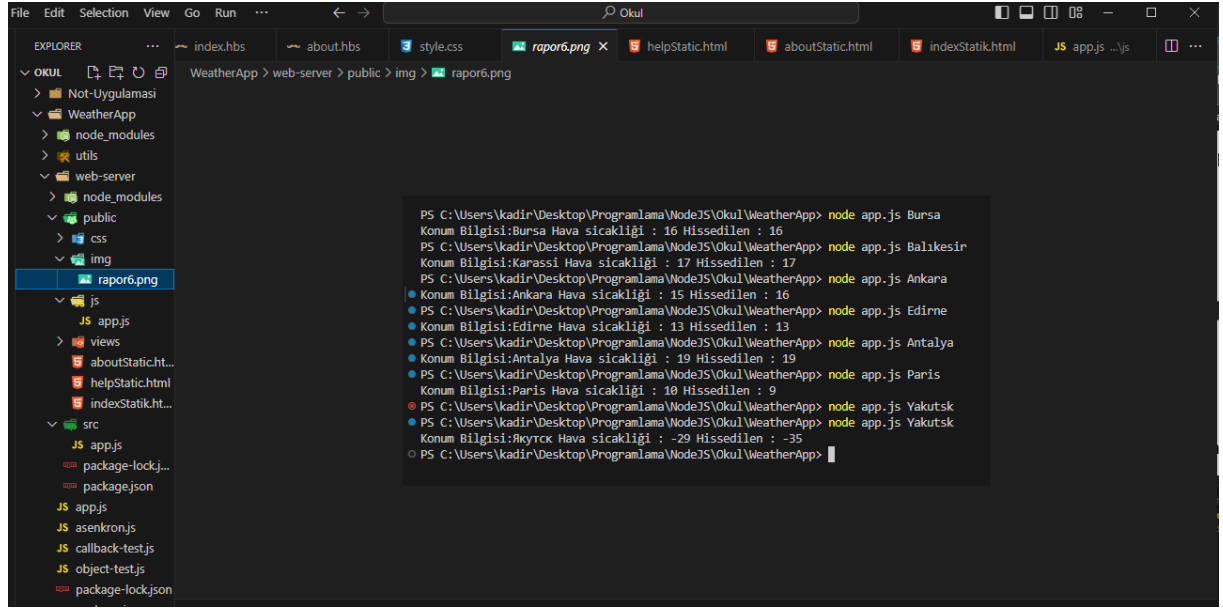 File Edit Selection View Go Run ··· ← → Okul
EXPLORER ··· index.hbs about.hbs style.css rapor6.png × helpStatic.html aboutStatic.html indexStatik.html JS app.js ...\js ···
OKUL
WeatherApp > web-server > public > img > rapor6.png
Not-Uygulamasi
WeatherApp
node_modules
utils
web-server
node_modules
public
css
img
rapor6.png
js
JS app.js
views
aboutStatic.ht...
helpStatic.html
indexStatik.ht...
src
JS app.js
package-lock.j...
package.json
JS app.js
JS asenkron.js
JS callback-test.js
JS object-test.js
package-lock.json
PS C:\Users\kadir\Desktop\Programlama\NodeJS\Okul\WeatherApp> node app.js Bursa
Konum Bilgisi:Bursa Hava sicakliği : 16 Hissedilen : 16
PS C:\Users\kadir\Desktop\Programlama\NodeJS\Okul\WeatherApp> node app.js Balıkesir
Konum Bilgisi:Karassi Hava sicakliği : 17 Hissedilen : 17
PS C:\Users\kadir\Desktop\Programlama\NodeJS\Okul\WeatherApp> node app.js Ankara
Konum Bilgisi:Ankara Hava sicakliği : 15 Hissedilen : 16
PS C:\Users\kadir\Desktop\Programlama\NodeJS\Okul\WeatherApp> node app.js Edirne
Konum Bilgisi:Edirne Hava sicakliği : 13 Hissedilen : 13
PS C:\Users\kadir\Desktop\Programlama\NodeJS\Okul\WeatherApp> node app.js Antalya
Konum Bilgisi:Antalya Hava sicakliği : 19 Hissedilen : 19
PS C:\Users\kadir\Desktop\Programlama\NodeJS\Okul\WeatherApp> node app.js Paris
Konum Bilgisi:Paris Hava sicakliği : 10 Hissedilen : 9
PS C:\Users\kadir\Desktop\Programlama\NodeJS\Okul\WeatherApp> node app.js Yakutsk
PS C:\Users\kadir\Desktop\Programlama\NodeJS\Okul\WeatherApp> node app.js Yakutsk
Konum Bilgisi:Якутск Hava sicakliği : -29 Hissedilen : -35
PS C:\Users\kadir\Desktop\Programlama\NodeJS\Okul\WeatherApp>